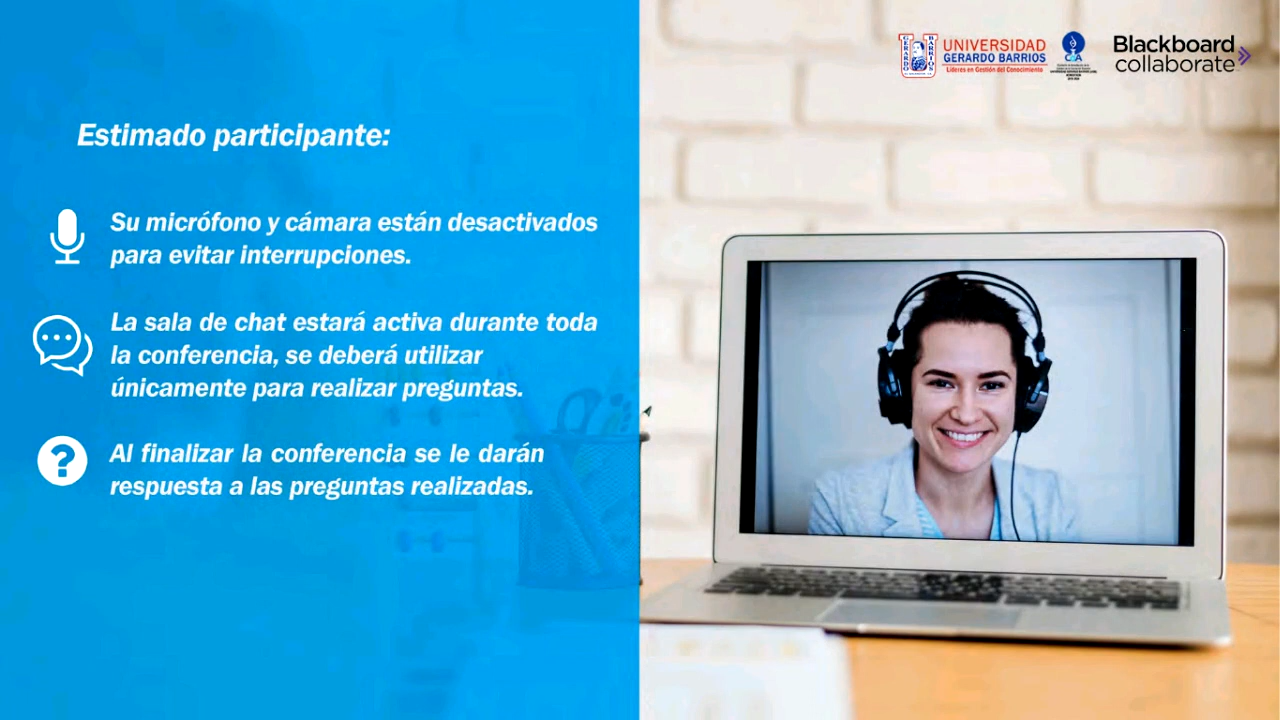 GERARDO
BARRIOS
UNIVERSIDAD
GERARDO BARRIOS
Líderes en Gestión del Conocimiento
Blackboard
collaborate
Estimado participante:
Su micrófono y cámara están desactivados
para evitar interrupciones.
La sala de chat estará activa durante toda
la conferencia, se deberá utilizar
únicamente para realizar preguntas.
?
Al finalizar la conferencia se le darán
respuesta a las preguntas realizadas.